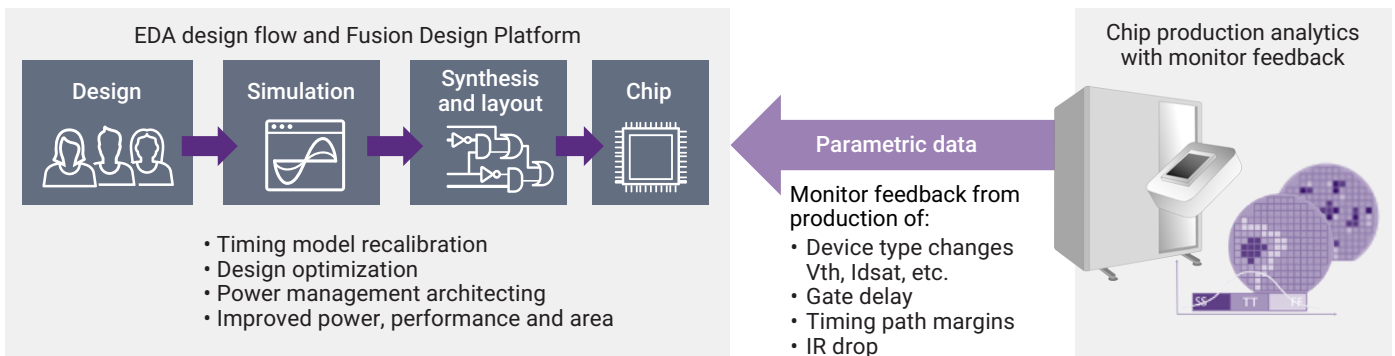 EDA design flow and Fusion Design Platform
Design
Simulation
Synthesis
and layout
Chip
• Timing model recalibration
• Design optimization
• Power management architecting
• Improved power, performance and area
Parametric data
Monitor feedback from
production of:
• Device type changes
Vth, Idsat, etc.
• Gate delay
• Timing path margins
• IR drop
Chip production analytics
with monitor feedback
SS
TT
FF